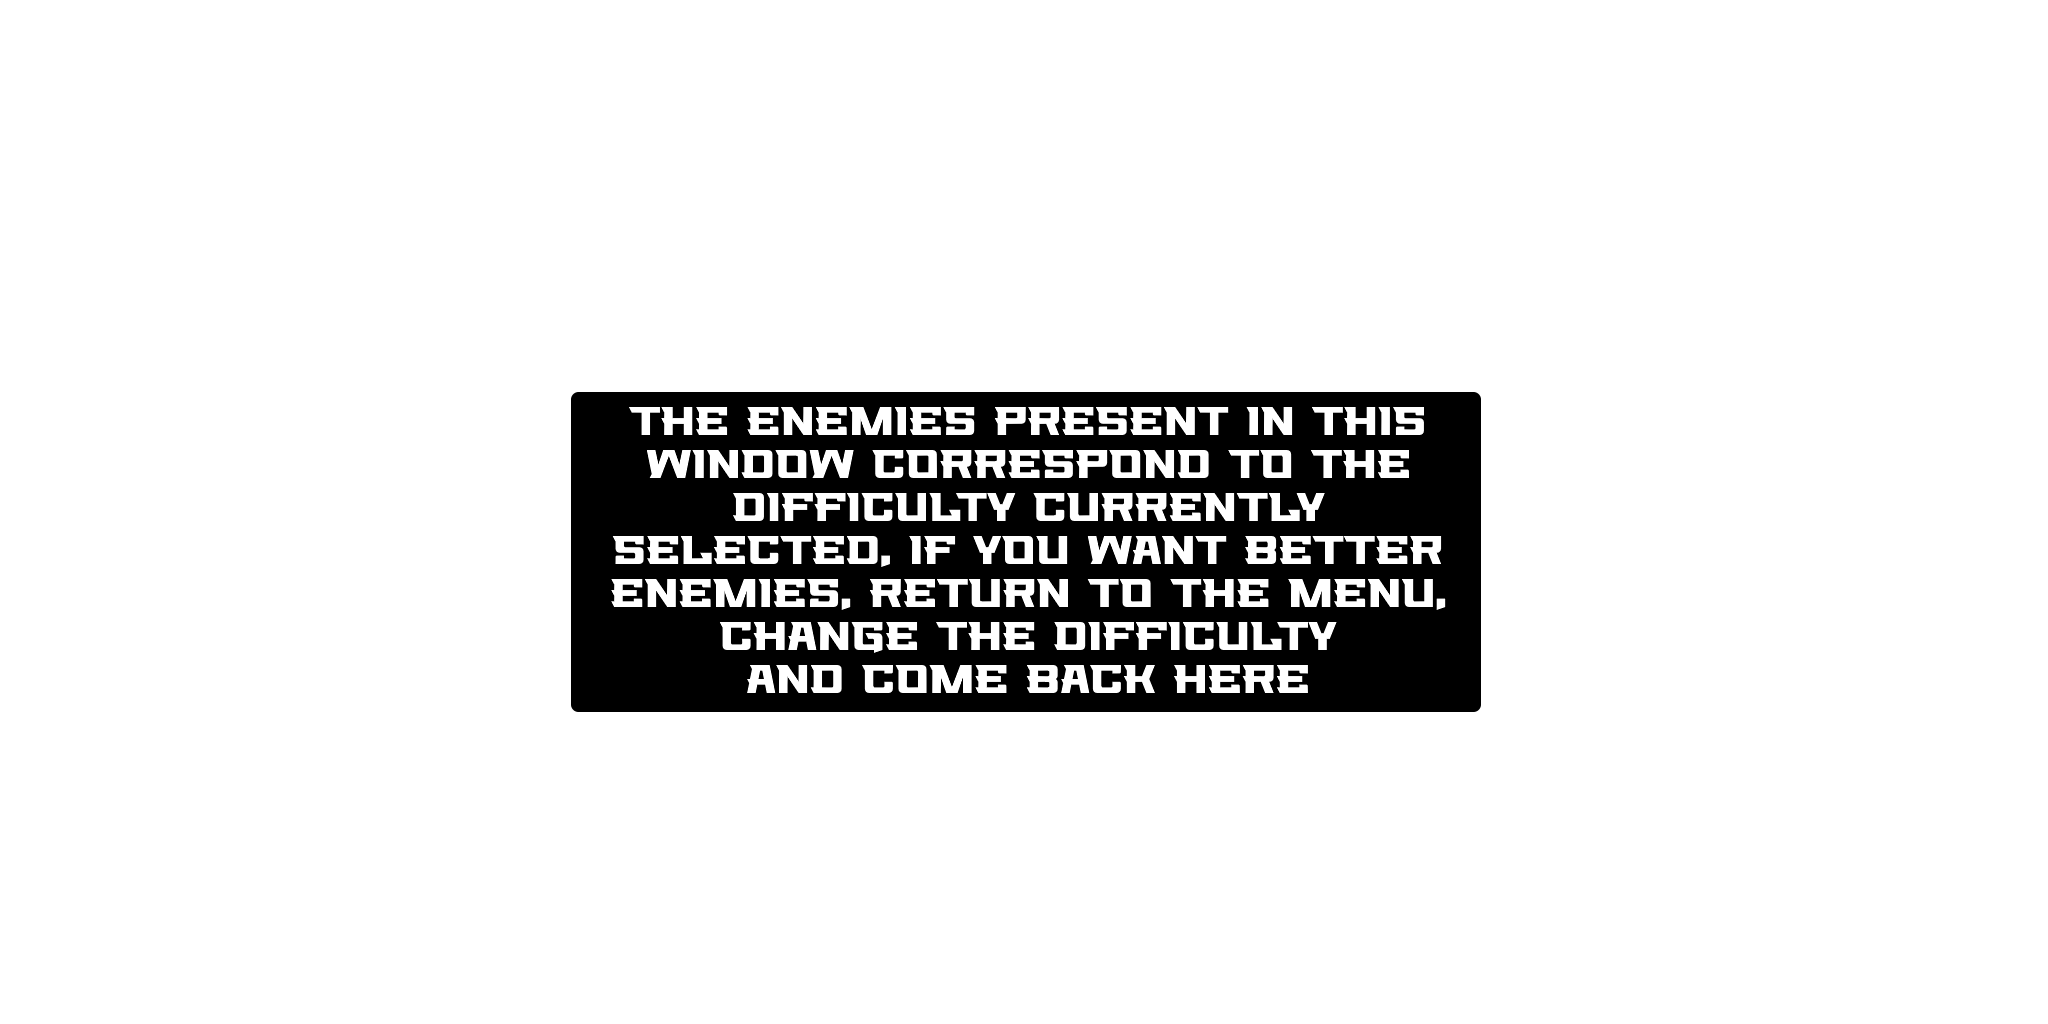 THE ENEMIES PRESENT IN THIS
WINDOW CORRESPOND TO THE
DIFFICULTY CURRENTLY
SELECTED, IF YOU WANT BETTER
ENEMIES, RETURN TO THE MENU,
CHANGE THE DIFFICULTY
AND COME BACK HERE